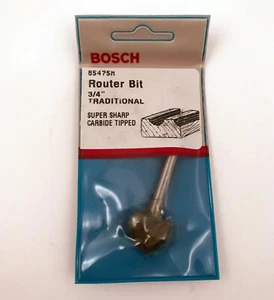 BOSCH
85475M
Router Bit
3/4"
TRADITIONAL
SUPER SHARP
CARBIDE TIPPED